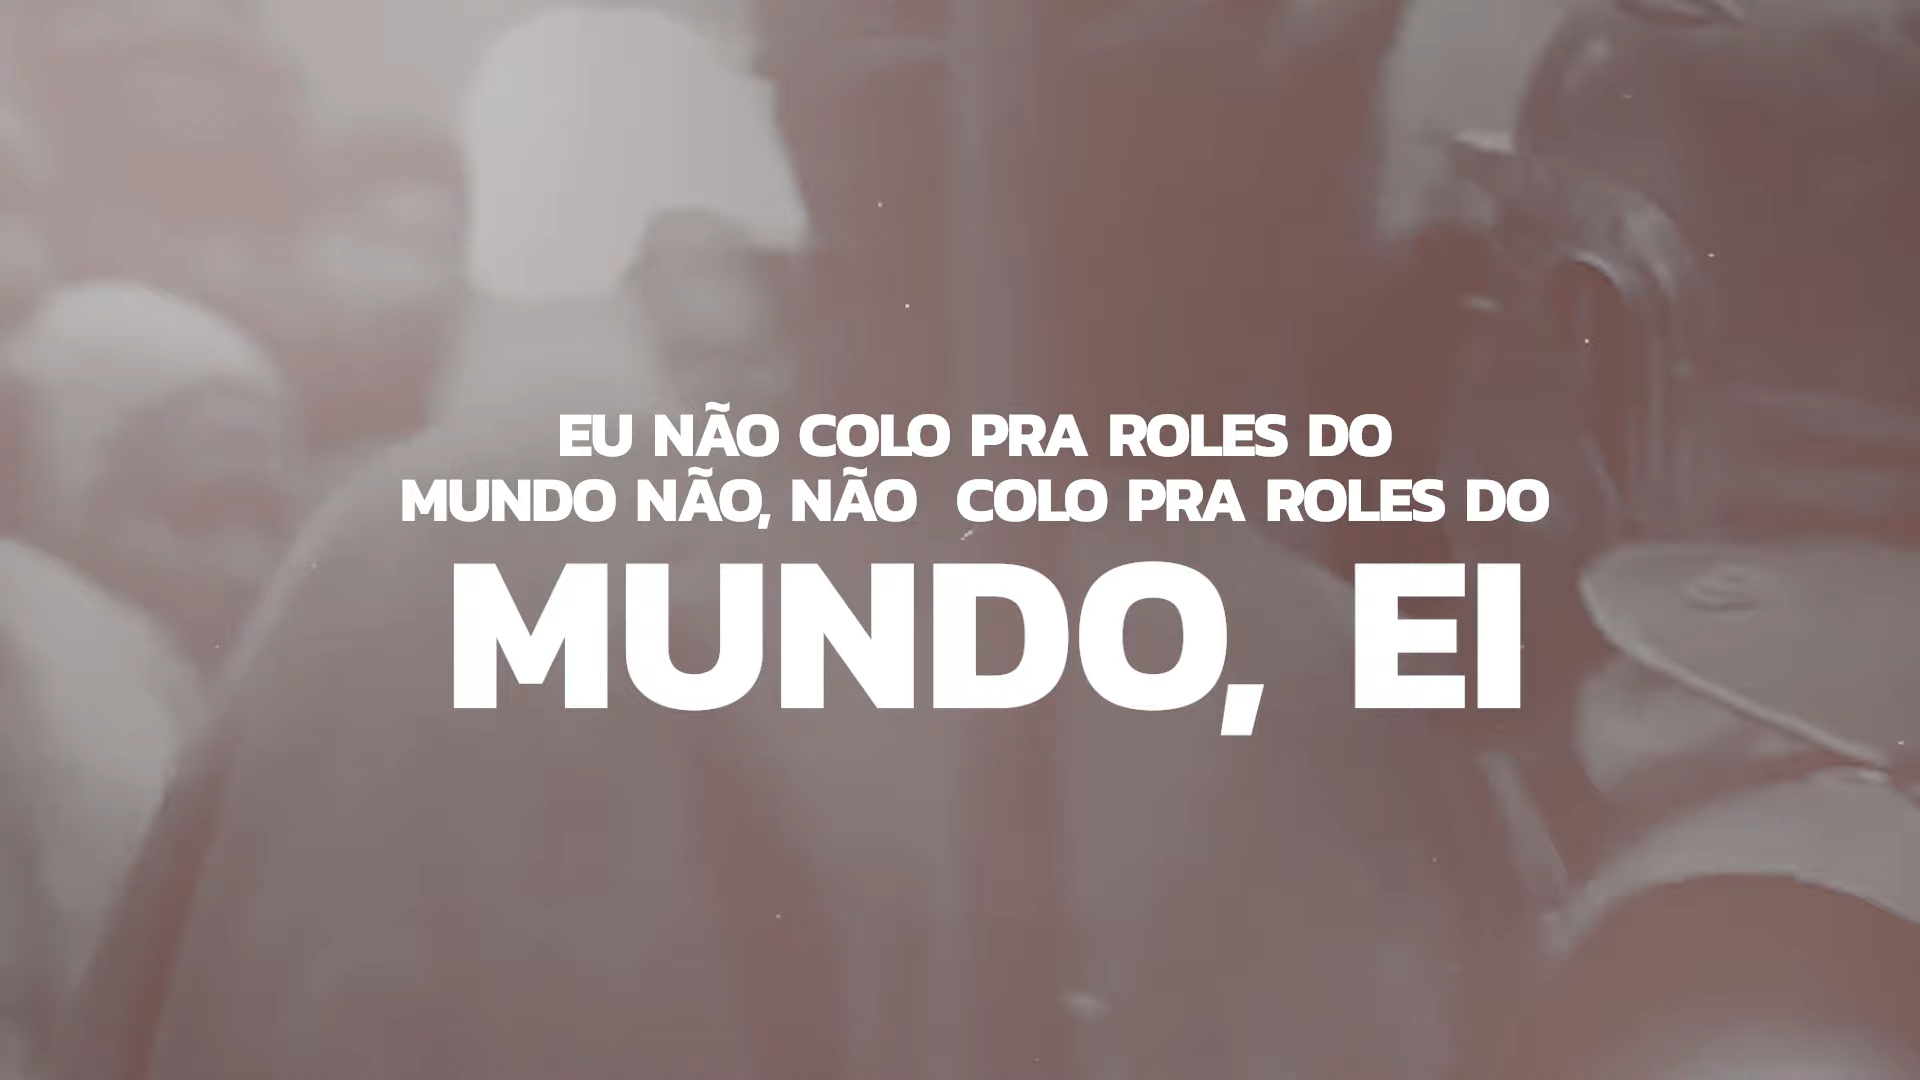 EU NÃO COLO PRA ROLES DO
MUNDO NÃO, NÃO  COLO PRA ROLES DO
MUNDO, EI